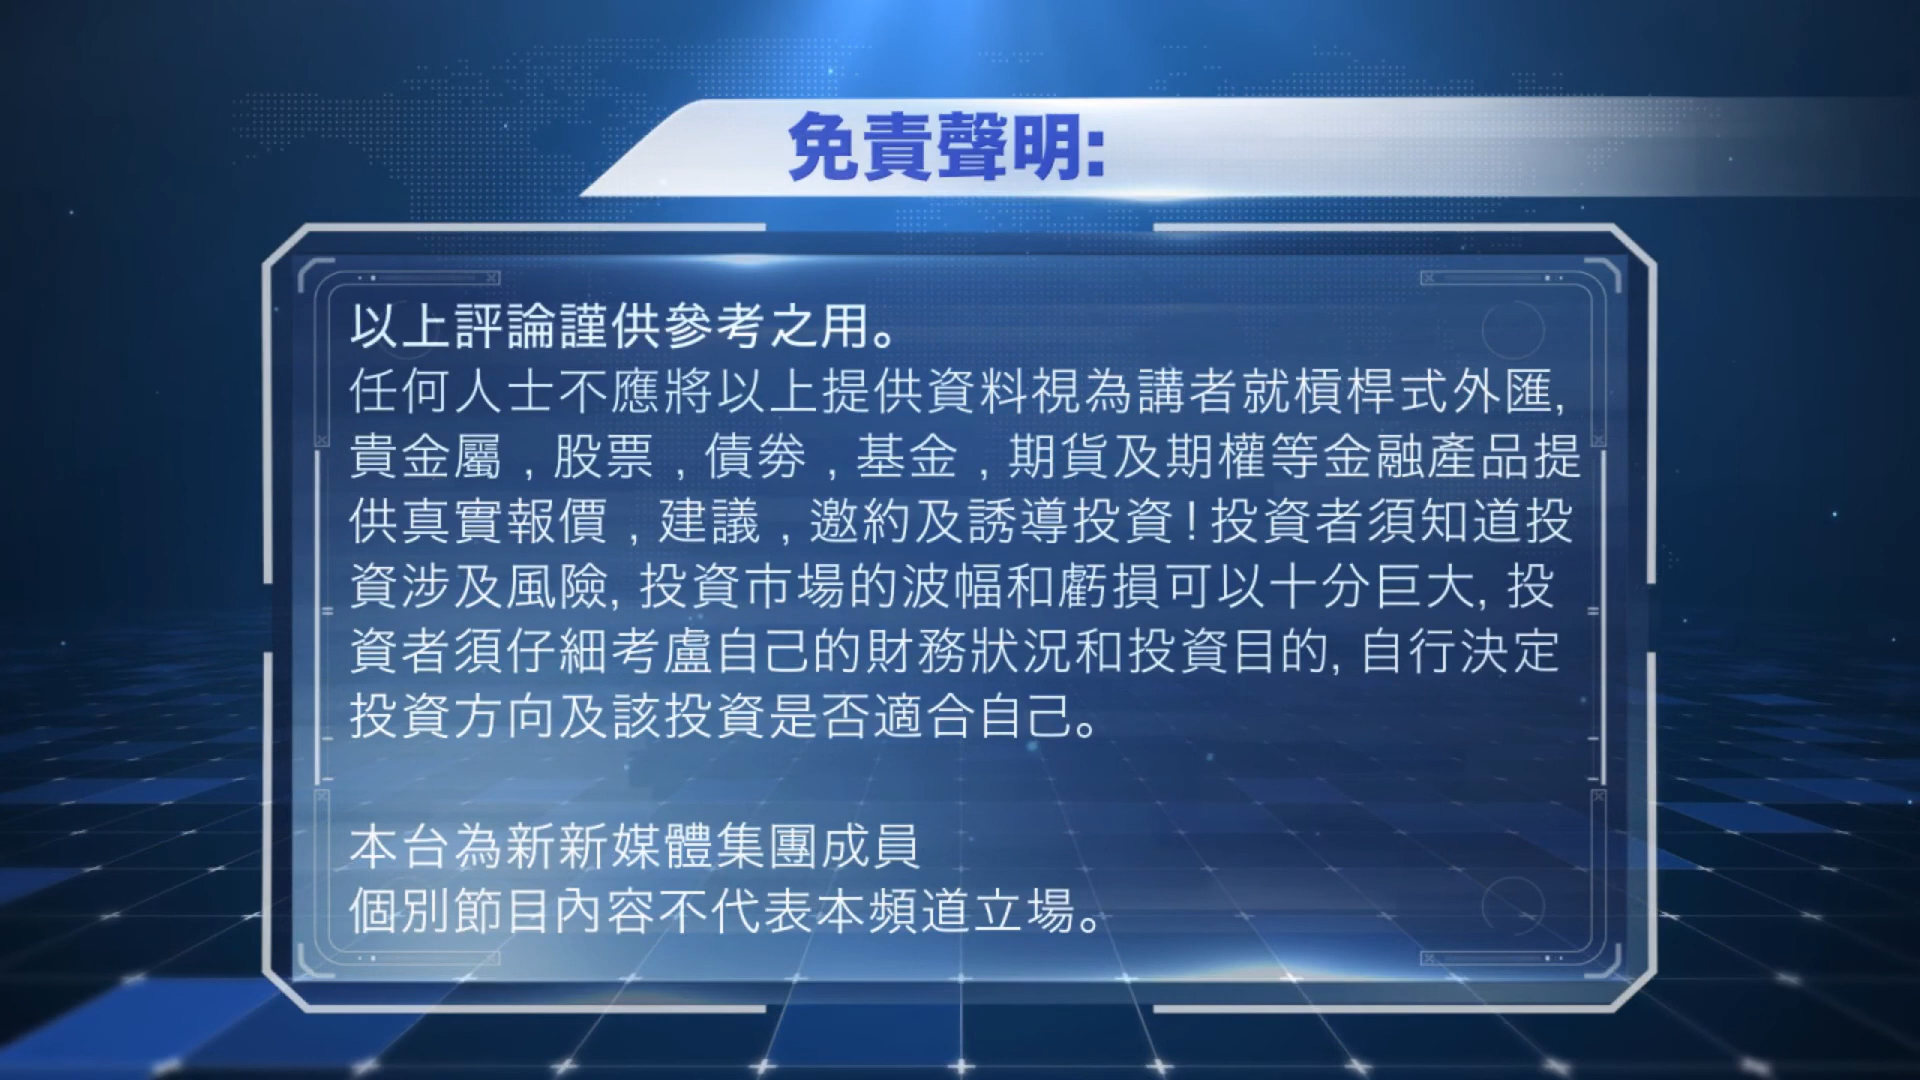 免責聲明:
以上評論謹供參考之用。
任何人士不應將以上提供資料視為講者就槓桿式外匯,
貴金屬 , 股票 , 債劵 , 基金 , 期貨及期權等金融產品提
供真實報價 , 建議 , 邀約及誘導投資 ! 投資者須知道投
資涉及風險, 投資市場的波幅和虧損可以十分巨大, 投
資者須仔細考盧自己的財務狀況和投資目的, 自行決定
投資方向及該投資是否適合自己。
本台為新新媒體集團成員
個別節目內容不代表本頻道立場。